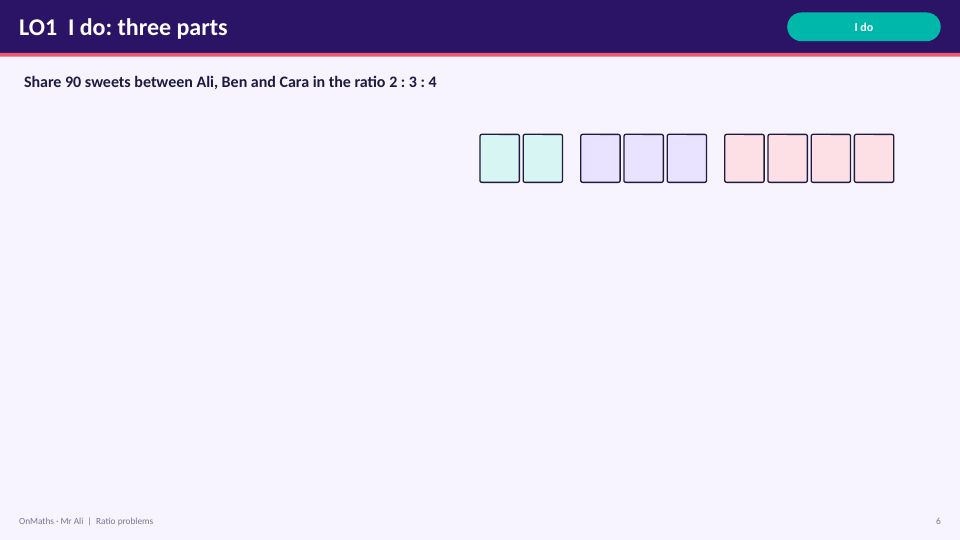 LO1 I do: three parts
I do
Share 90 sweets between Ali, Ben and Cara in the ratio 2 : 3 : 4
OnMaths - Mr Ali | Ratio problems
6